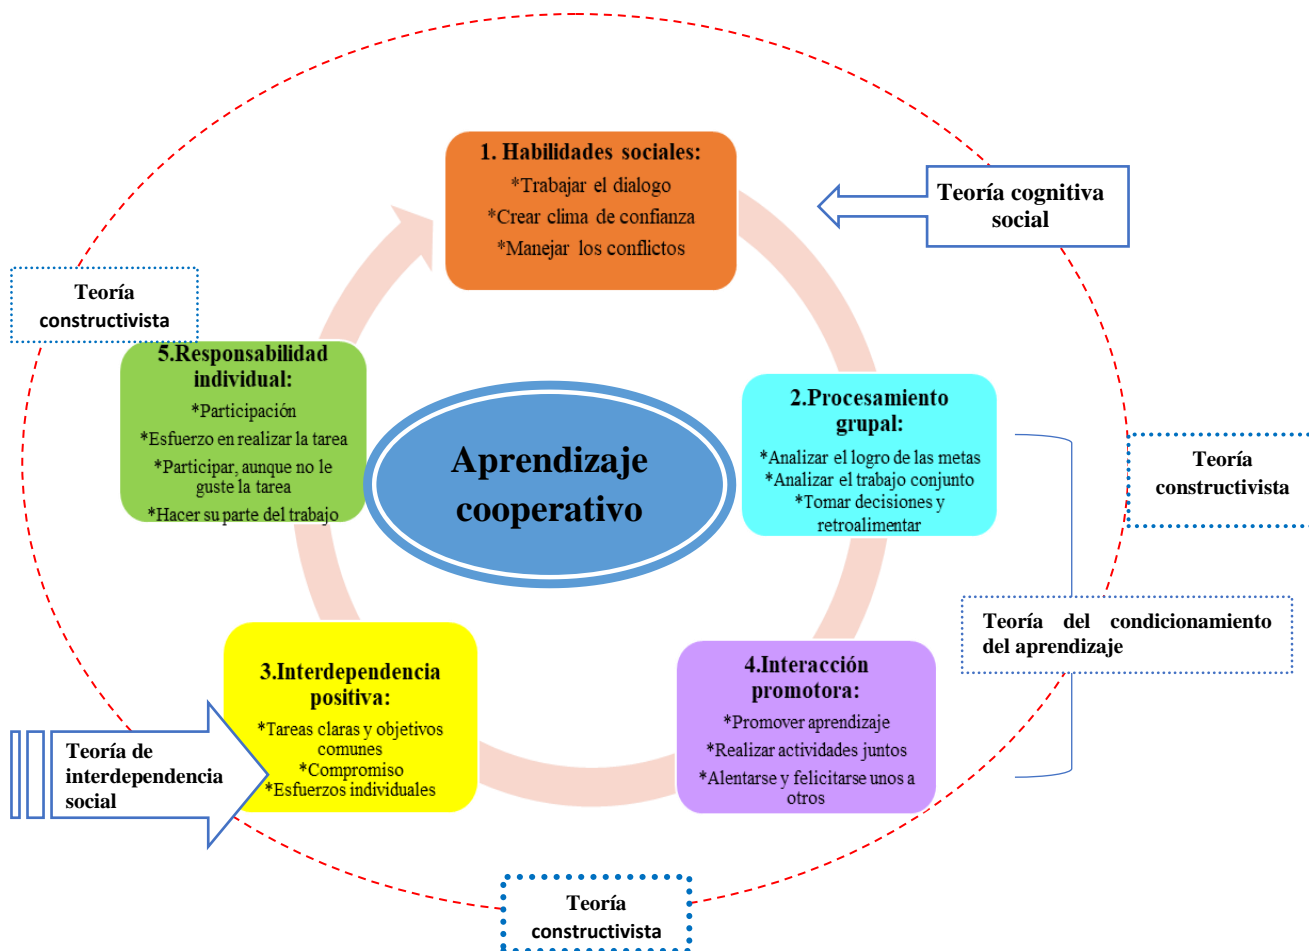 1. Habilidades sociales:
*Trabajar el dialogo
*Crear clima de confianza
*Manejar los conflictos
Teoría cognitiva
social
Teoría
constructivista
5.Responsabilidad
individual:
*Participación
*Esfuerzo en realizar la tarea
*Participar, aunque no le
guste la tarea
*Hacer su parte del trabajo
Aprendizaje
cooperativo
2.Procesamiento
grupal:
*Analizar el logro de las metas
*Analizar el trabajo conjunto
*Tomar decisiones y
retroalimentar
Teoría
constructivista
Teoría del condicionamiento
del aprendizaje
3.Interdependencia
positiva:
*Tareas claras y objetivos
comunes
*Compromiso
*Esfuerzos individuales
4.Interacción
promotora:
*Promover aprendizaje
*Realizar actividades juntos
*Alentarse y felicitarse unos a
otros
Teoría de
interdependencia
social
Teoría
constructivista